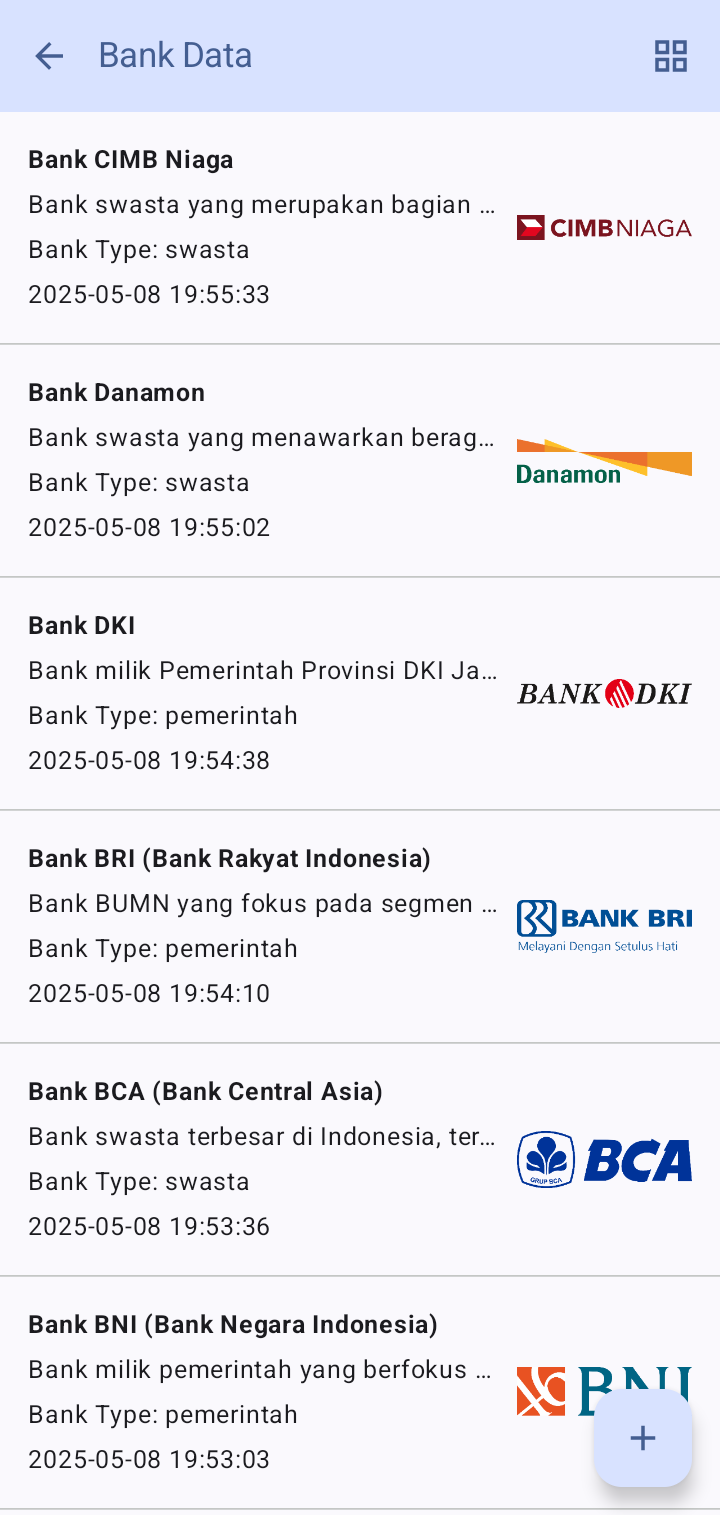 Bank Data
Bank CIMB Niaga
Bank swasta yang merupakan bagian ...
Bank Type: swasta
2025-05-08 19:55:33
CIMBNIAGA
Bank Danamon
Bank swasta yang menawarkan berag...
Bank Type: swasta
2025-05-08 19:55:02
Danamon
Bank DKI
Bank milik Pemerintah Provinsi DKI Ja...
Bank Type: pemerintah
2025-05-08 19:54:38
BANK DKI
Bank BRI (Bank Rakyat Indonesia)
Bank BUMN yang fokus pada segmen ...
Bank Type: pemerintah
2025-05-08 19:54:10
BANK BRI
Melayani Dengan Setulus Hati
Bank BCA (Bank Central Asia)
Bank swasta terbesar di Indonesia, ter...
Bank Type: swasta
2025-05-08 19:53:36
GRUP BCA
BCA
Bank BNI (Bank Negara Indonesia)
Bank milik pemerintah yang berfokus ...
Bank Type: pemerintah
2025-05-08 19:53:03
BNI